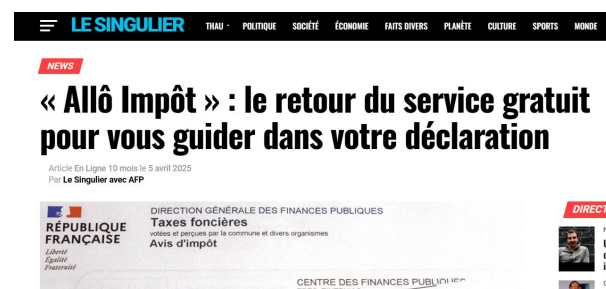 LE SINGULIER
THAU
POLITIQUE
SOCIÉTÉ
ÉCONOMIE
FAITS DIVERS
PLANÈTE
CULTURE
SPORTS
MONDE
NEWS
« Allô Impôt » : le retour du service gratuit
pour vous guider dans votre déclaration
Article En Ligne 10 mois le 5 avril 2025
Par Le Singulier avec AFP
RÉPUBLIQUE
FRANÇAISE
Liberté
Égalité
Fraternité
DIRECTION GÉNÉRALE DES FINANCES PUBLIQUES
Taxes foncières
votées et perçues par la commune et divers organismes
Avis d'impôt
CENTRE DES FINANCES
DIRECT